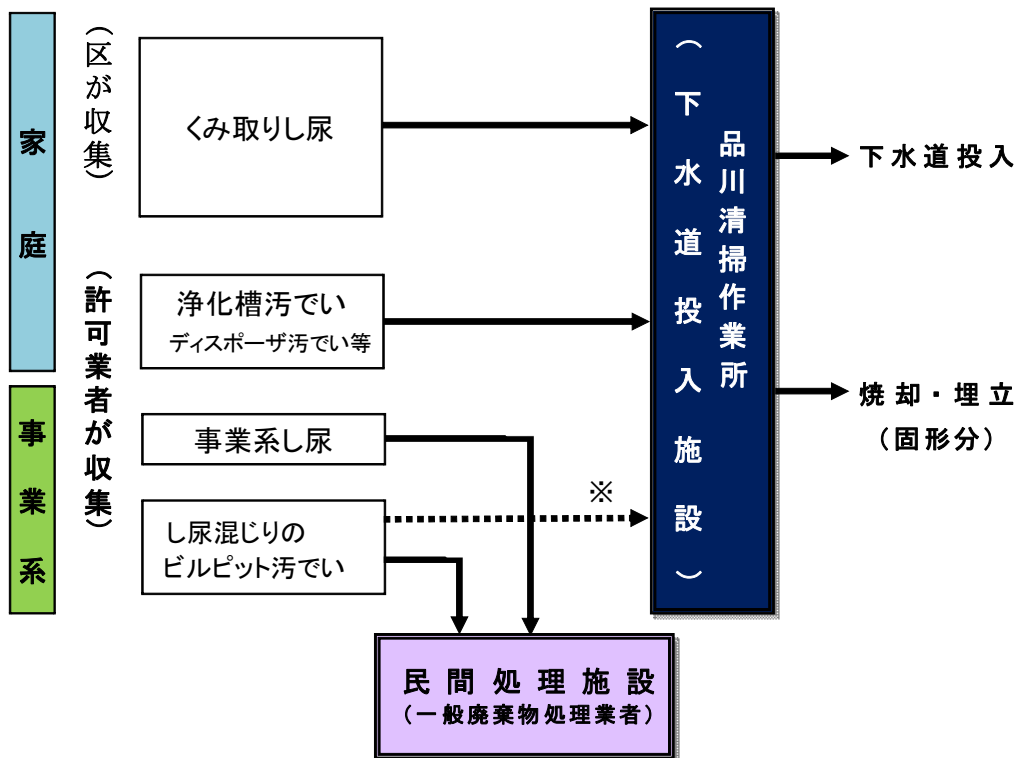 家庭
（区が収集）
くみ取りし尿
（許可業者が収集）
浄化槽汚でい
ディスポーザ汚でい等
事業系
事業系し尿
し尿混じりの
ビルピット汚でい
※
品川清掃作業所
（下水道投入施設）
下水道投入
焼却・埋立
（固形分）
民間処理施設
（一般廃棄物処理業者）